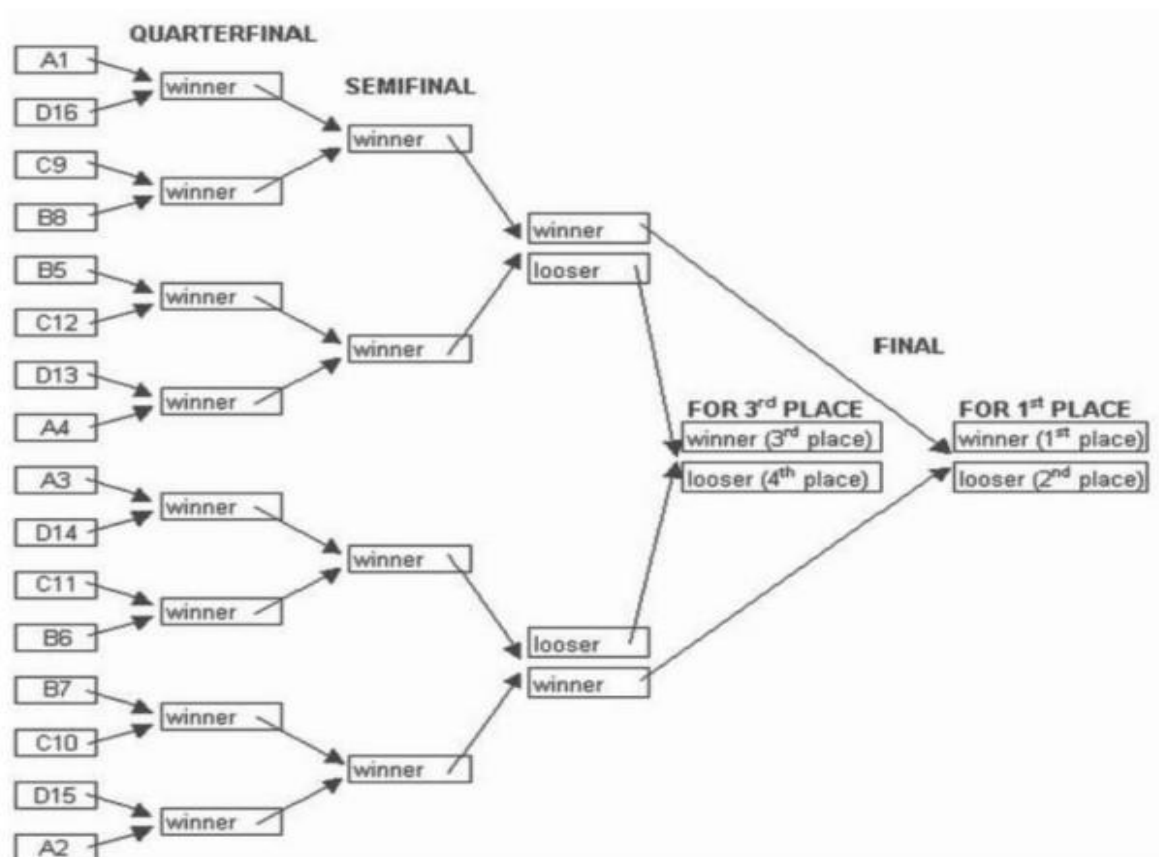 QUARTERFINAL
SEMIFINAL
FINAL
A1
D16
C9
B8
B5
C12
D13
A4
A3
D14
C11
B6
B7
C10
D15
A2
winner
winner
winner
winner
winner
winner
winner
winner
winner
winner
winner
winner
winner
looser
looser
winner
FOR 3rd PLACE
winner (3rd place)
looser (4th place)
FOR 1st PLACE
winner (1st place)
looser (2nd place)